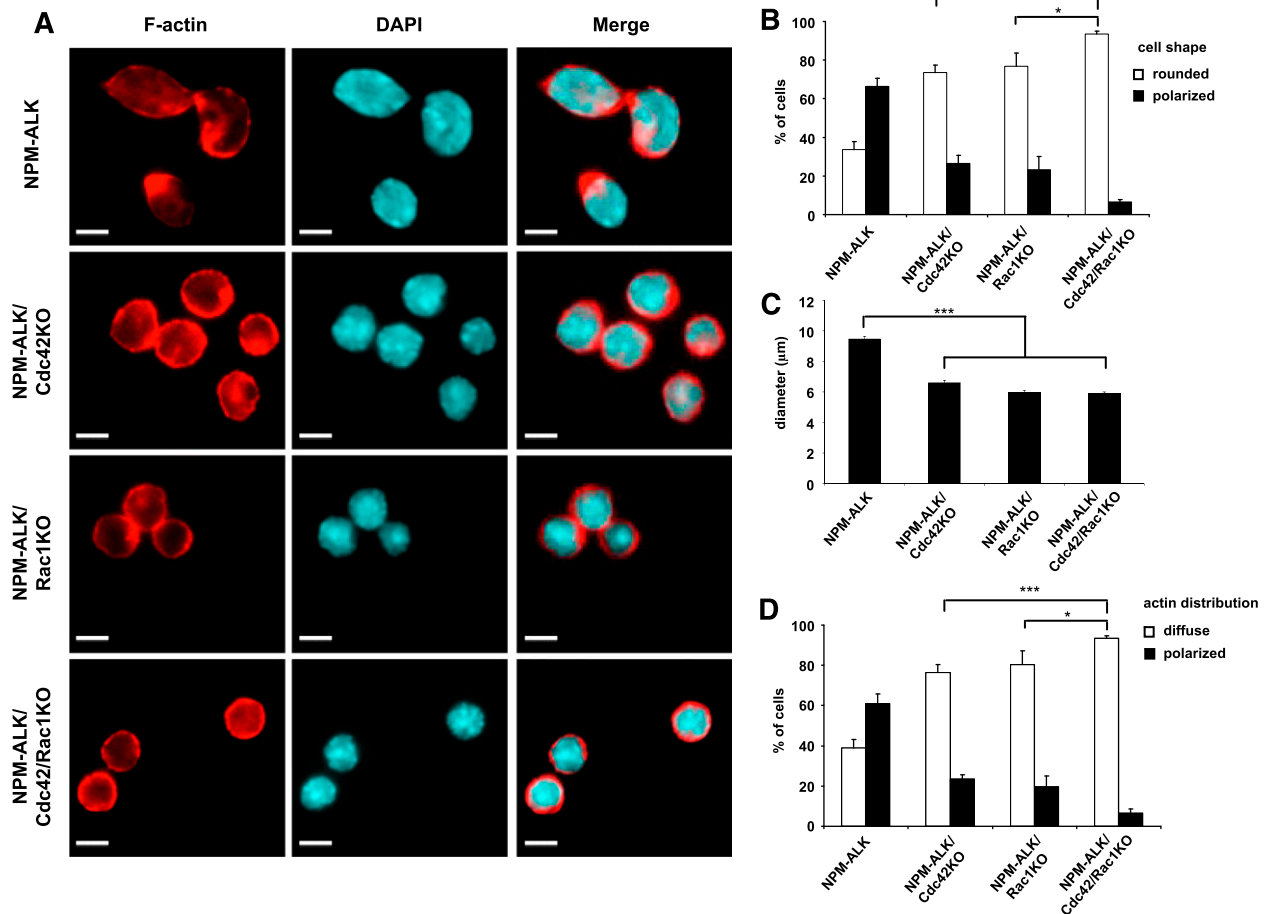 A
F-actin
DAPI
Merge
NPM-ALK
NPM-ALK/
Cdc42KO
NPM-ALK/
Rac1KO
NPM-ALK/
Cdc42/Rac1KO
B
*
cell shape
rounded
polarized
% of cells
100
80
60
40
20
0
NPM-ALK
NPM-ALK/
Cdc42KO
NPM-ALK/
Rac1KO
NPM-ALK/
Cdc42/Rac1KO
C
***
diameter (μm)
12
10
8
6
4
2
0
NPM-ALK
NPM-ALK/
Cdc42KO
NPM-ALK/
Rac1KO
NPM-ALK/
Cdc42/Rac1KO
D
***
*
actin distribution
diffuse
polarized
% of cells
100
80
60
40
20
0
NPM-ALK
NPM-ALK/
Cdc42KO
NPM-ALK/
Rac1KO
NPM-ALK/
Cdc42/Rac1KO